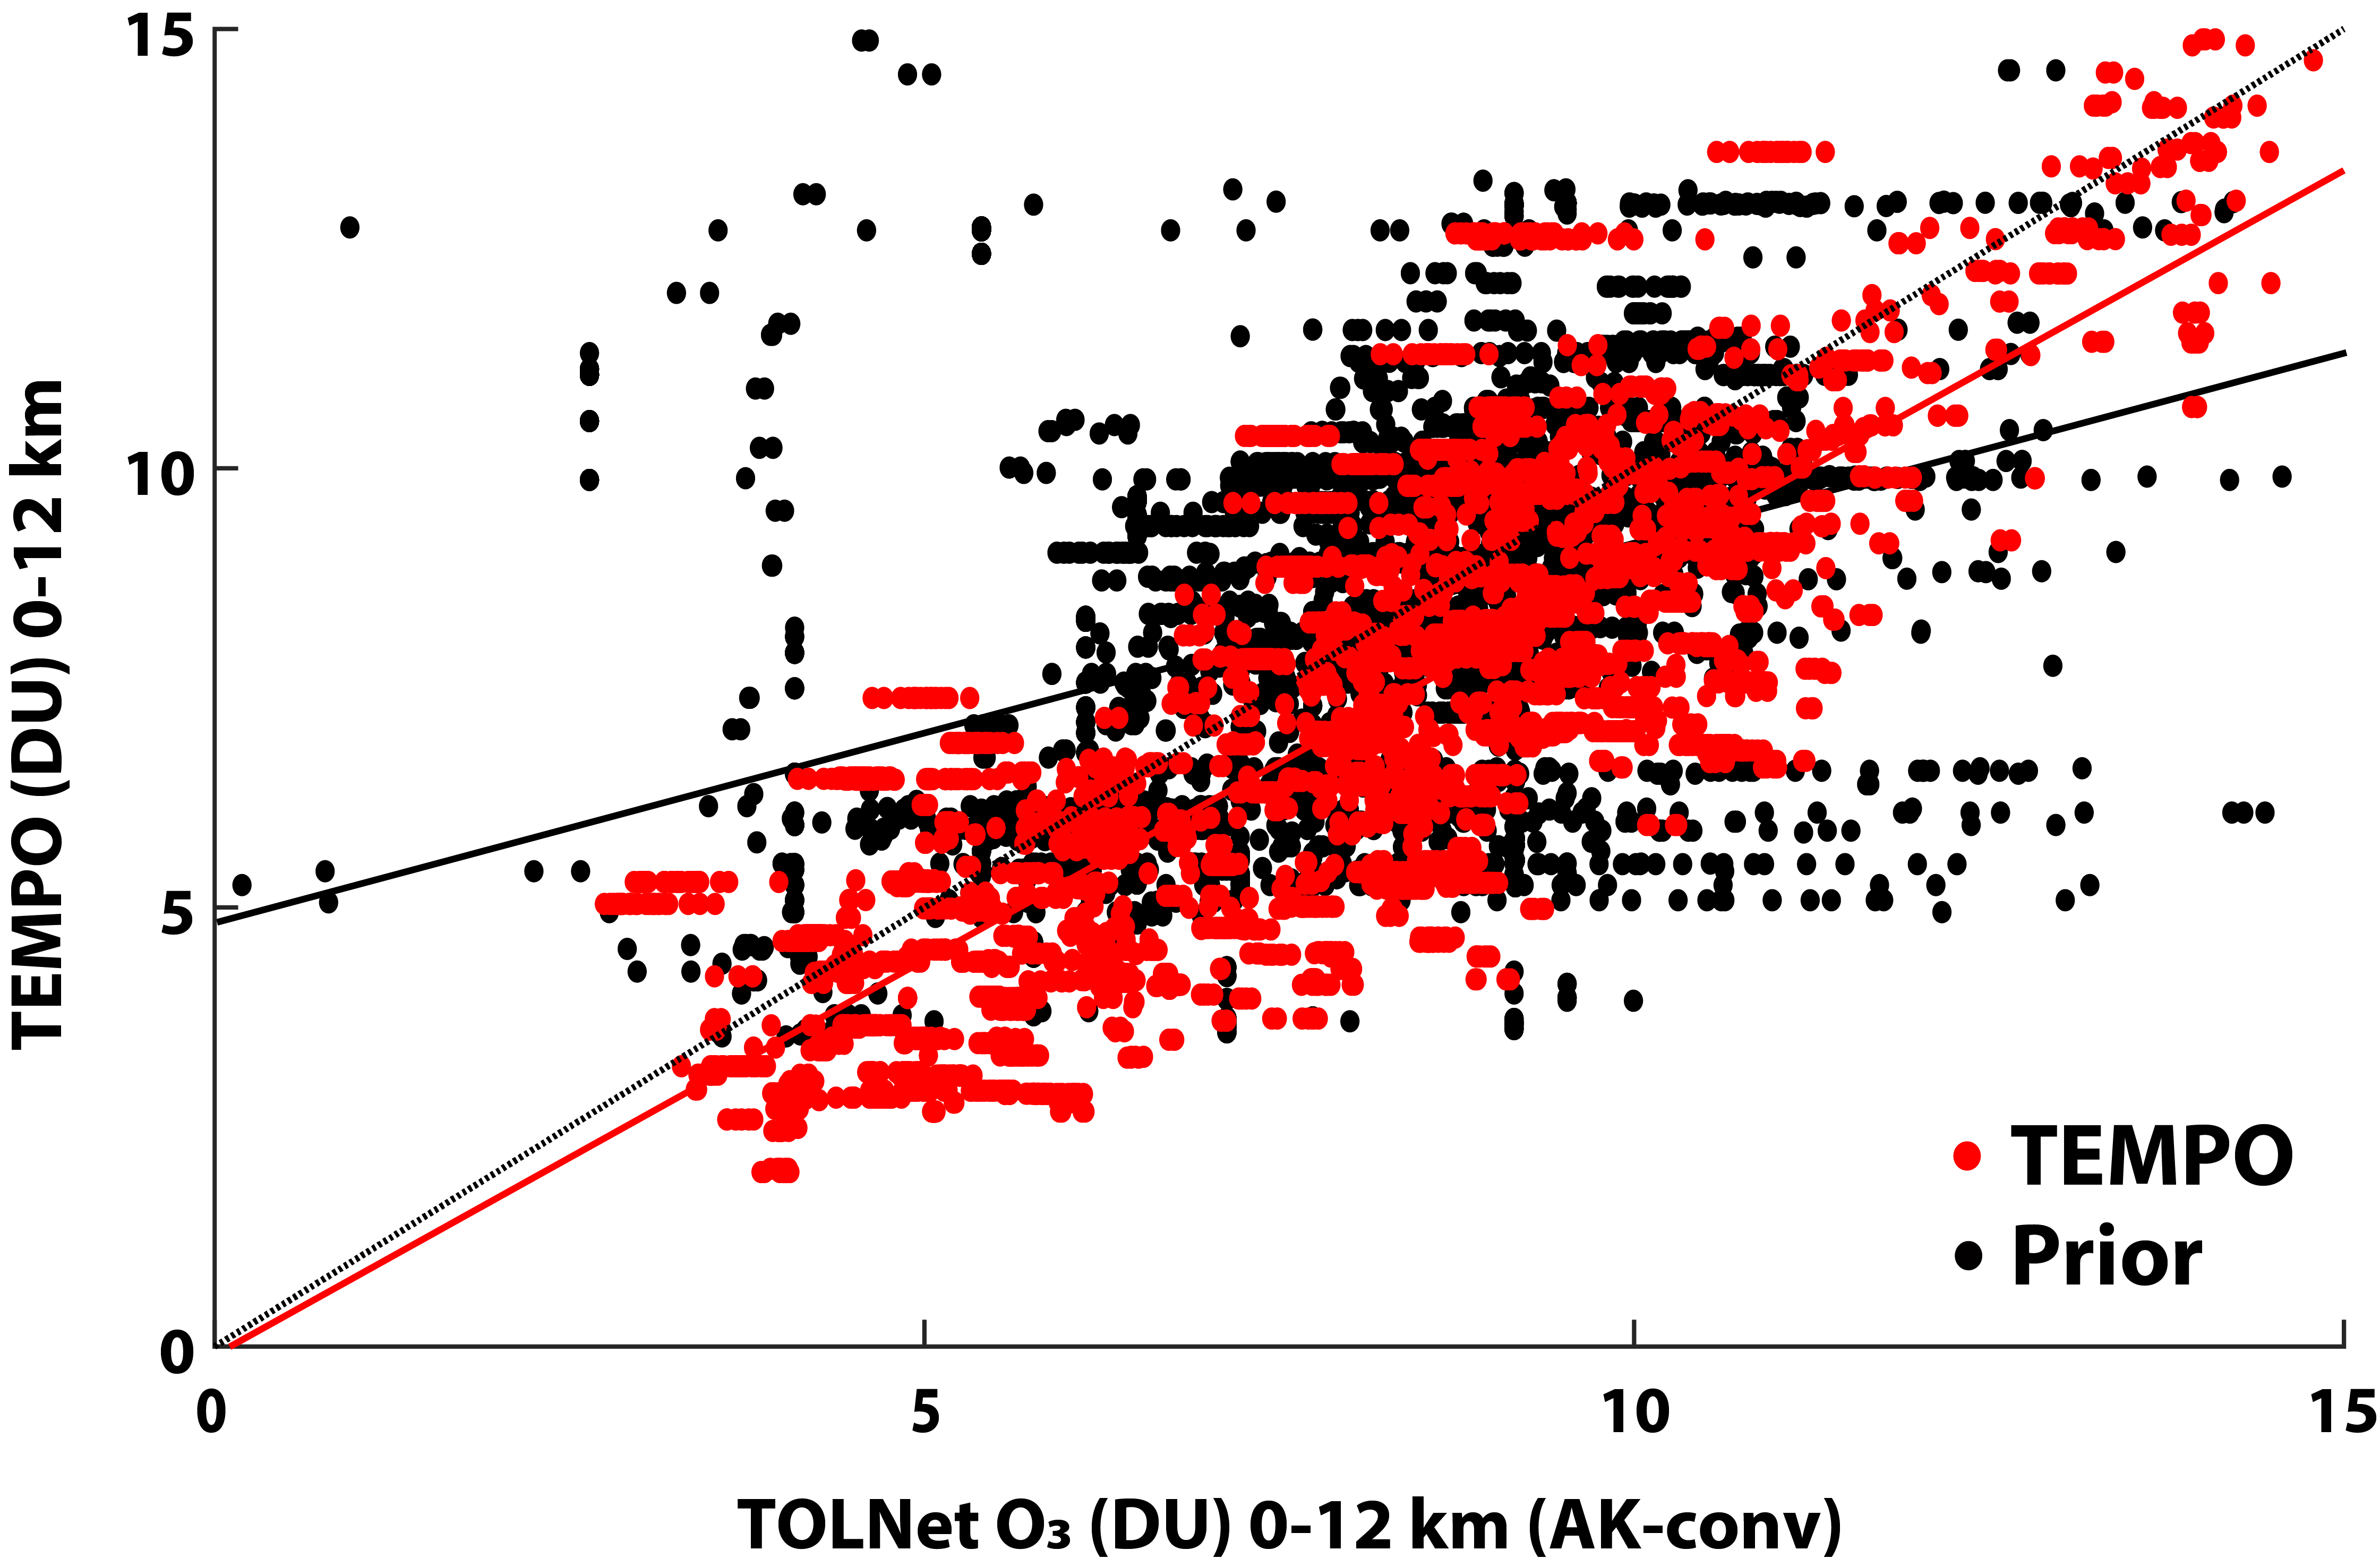 15
10
5
0
TEMPO (DU) 0-12 km
TEMPO
Prior
0
5
10
15
TOLNet O₃ (DU) 0-12 km (AK-conv)